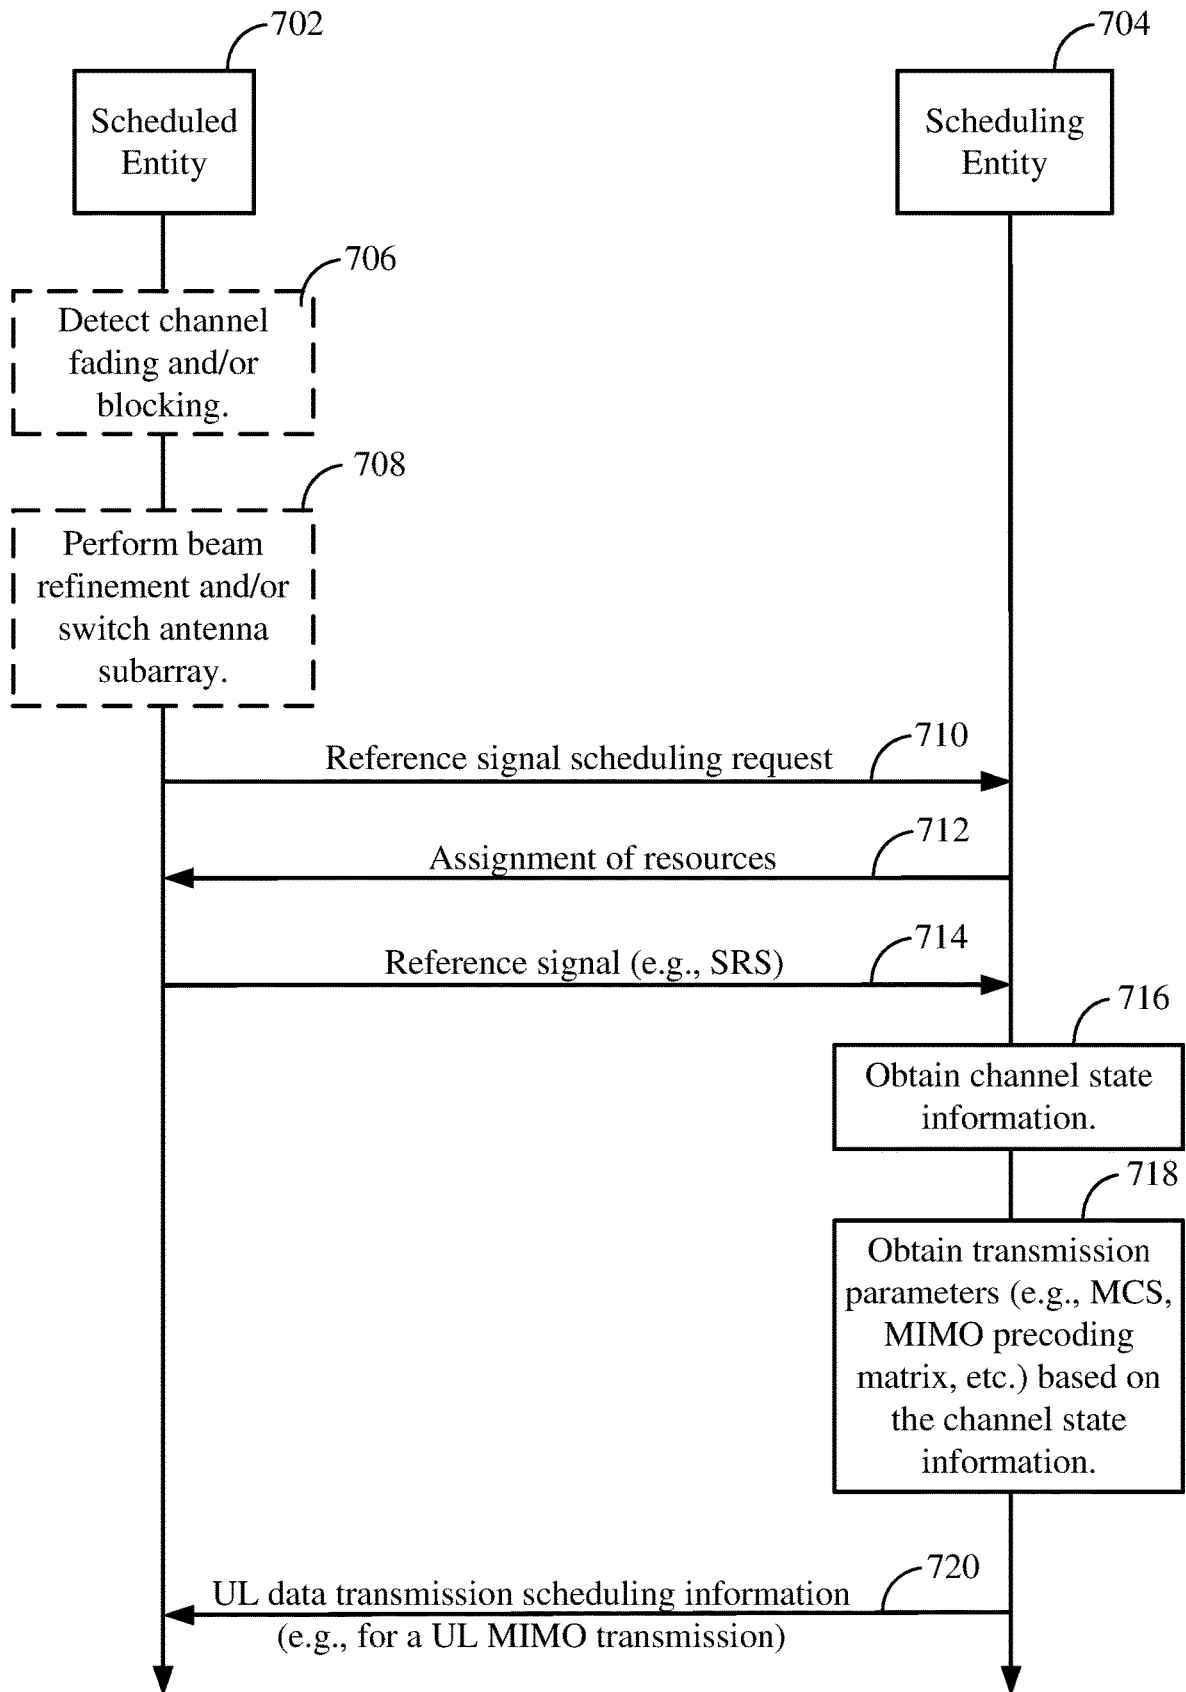 702
704
Scheduled
Entity
Scheduling
Entity
706
Detect channel
fading and/or
blocking.
708
Perform beam
refinement and/or
switch antenna
subarray.
710
Reference signal scheduling request
712
Assignment of resources
714
Reference signal (e.g., SRS)
716
Obtain channel state
information.
718
Obtain transmission
parameters (e.g., MCS,
MIMO precoding
matrix, etc.) based on
the channel state
information.
720
UL data transmission scheduling information
(e.g., for a UL MIMO transmission)